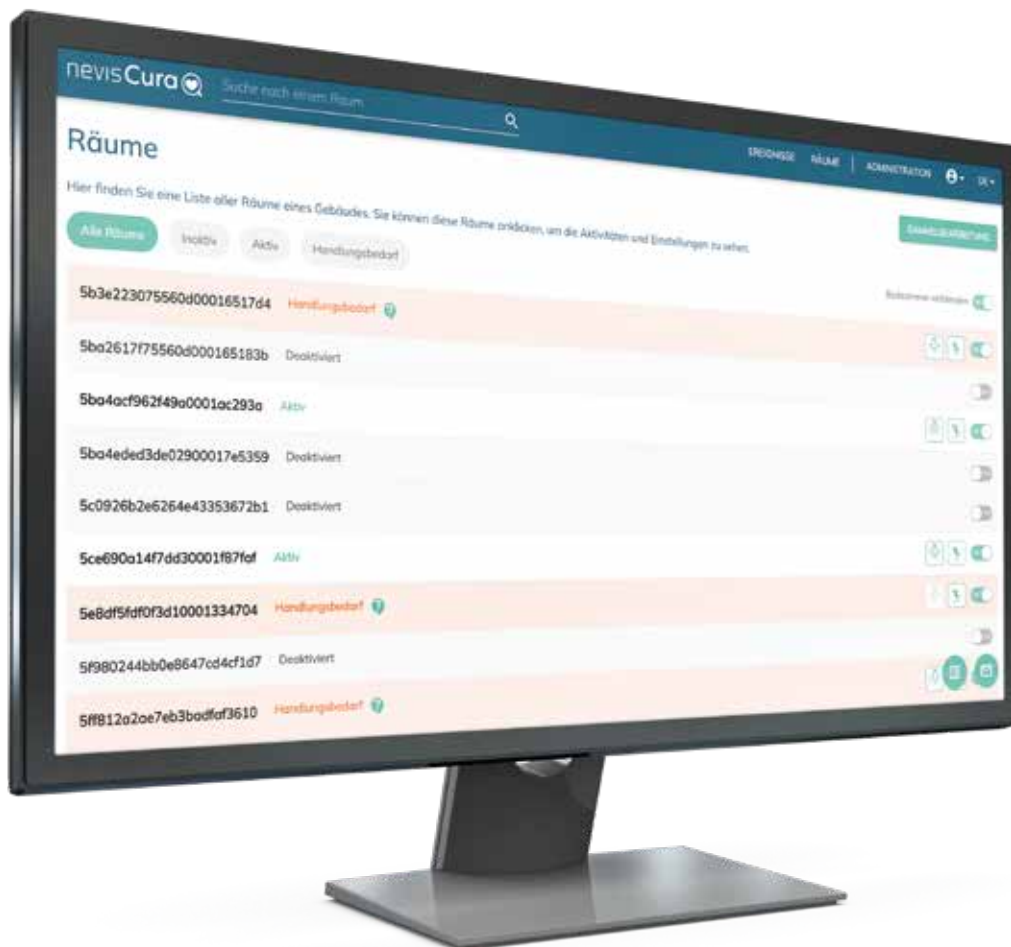 nevisCura Suche nach einem Raum EREIGNISSE RÄUME | ADMINISTRATION DE
Räume
Hier finden Sie eine Liste aller Räume eines Gebäudes. Sie können diese Räume anklicken, um die Aktivitäten und Einstellungen zu sehen.
SAMMELBEARBEITUNG
Alle Räume Inaktiv Aktiv Handlungsbedarf
5b3e223075560d00016517d4 Handlungsbedarf ?
5ba2617f75560d000165183b Deaktiviert
5ba4acf962f49a0001ac293a Aktiv
5ba4eded3de02900017e5359 Deaktiviert
5c0926b2e6264e43353672b1 Deaktiviert
5ce690a14f7dd30001f87faf Aktiv
5e8df5fdf0f3d10001334704 Handlungsbedarf ?
5f980244bb0e8647cd4cf1d7 Deaktiviert
5ff812a2ae7eb3badfaf3610 Handlungsbedarf ?